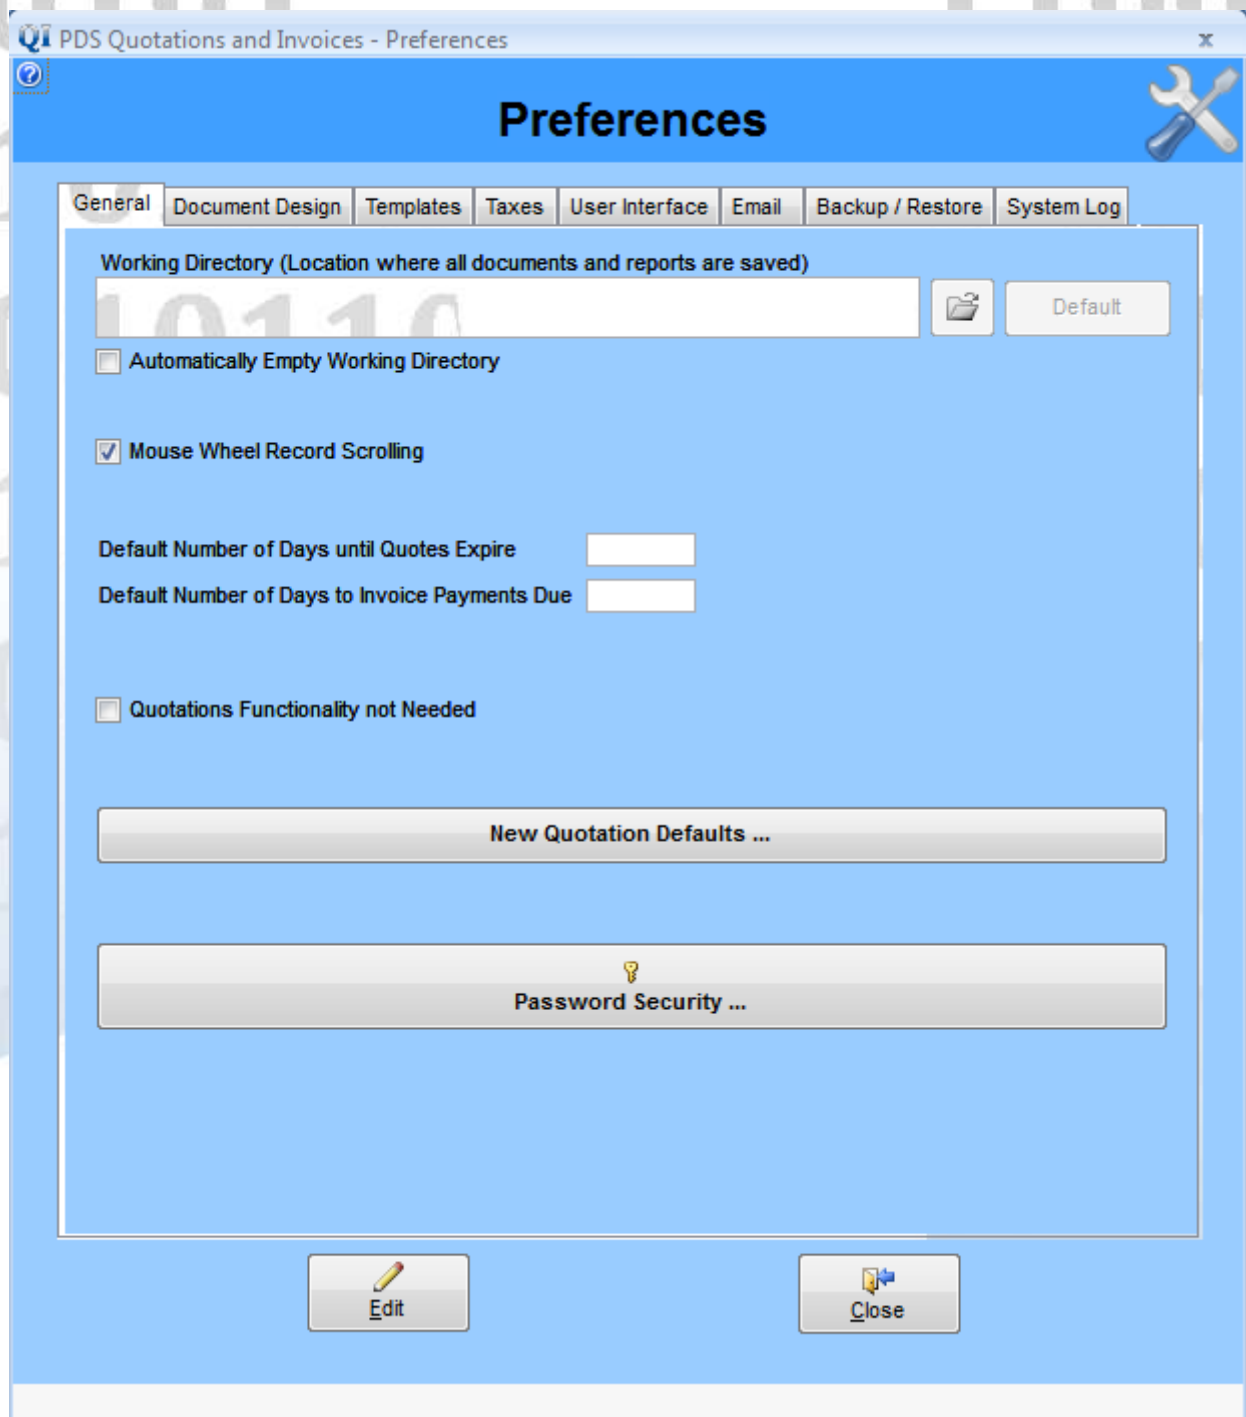 QI PDS Quotations and Invoices - Preferences x
?
Preferences
General Document Design Templates Taxes User Interface Email Backup / Restore System Log
Working Directory (Location where all documents and reports are saved)
Default
Automatically Empty Working Directory
Mouse Wheel Record Scrolling
Default Number of Days until Quotes Expire
Default Number of Days to Invoice Payments Due
Quotations Functionality not Needed
New Quotation Defaults ...
Password Security ...
Edit Close